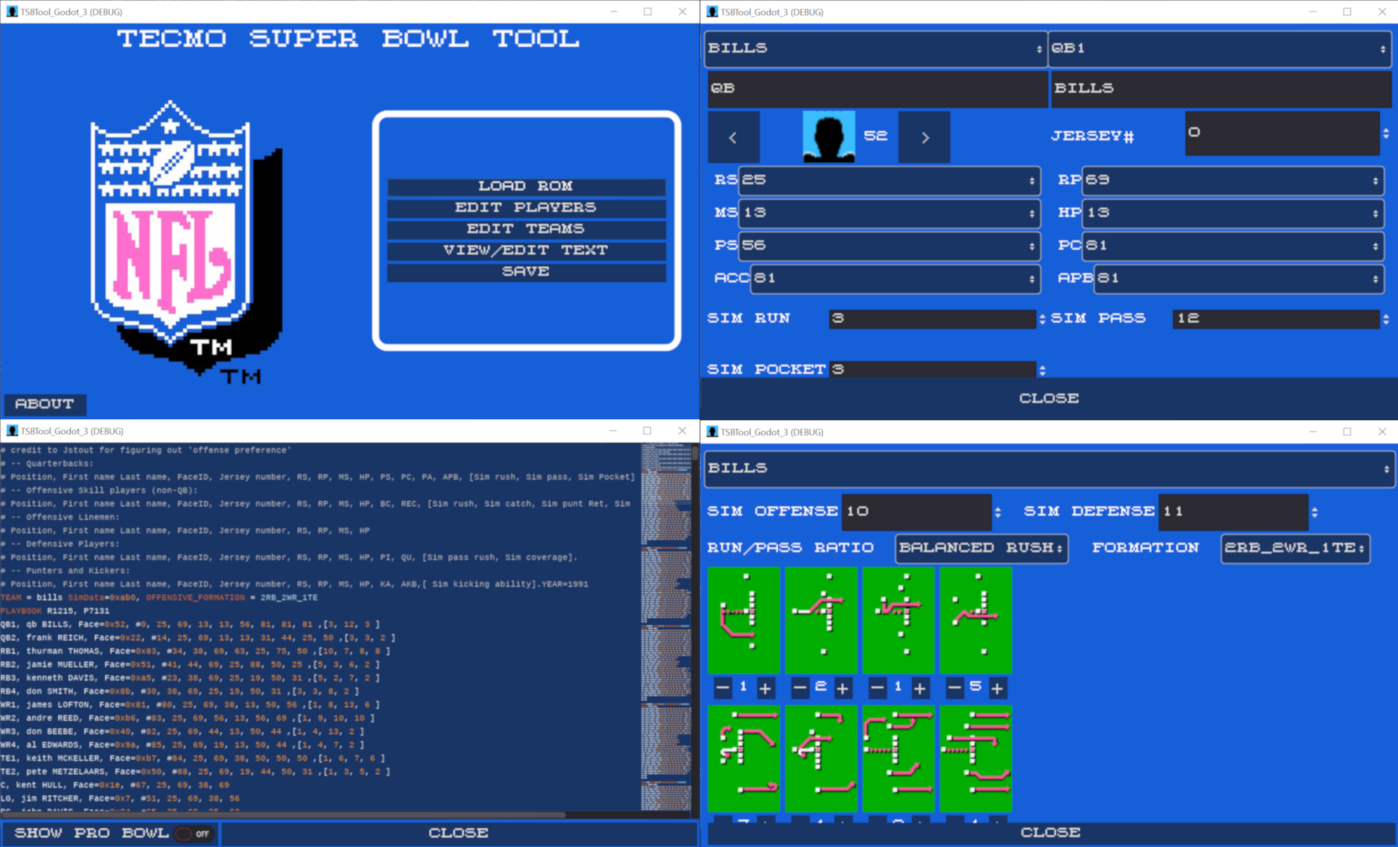 TSBTool_Godot_3 (DEBUG)
TECMO SUPER BOWL TOOL
NFL
TM
TM
LOAD ROM
EDIT PLAYERS
EDIT TEAMS
VIEW/EDIT TEXT
SAVE
ABOUT
TSBTool_Godot_3 (DEBUG)
BILLS QB1
QB BILLS
< 52 > JERSEY# 0
RS 25 RP 69
MS 13 HP 13
PS 56 PC 81
ACC 81 APB 81
SIM RUN 3 SIM PASS 12
SIM POCKET 3
CLOSE
TSBTool_Godot_3 (DEBUG)
# credit to Jstout for figuring out 'offense preference'
# -- Quarterbacks:
# Position, First name Last name, FaceID, Jersey number, RS, RP, MS, HP, PS, PC, PA, APB, [Sim rush, Sim pass, Sim Pocket]
# -- Offensive Skill players (non-QB):
# Position, First name Last name, FaceID, Jersey number, RS, RP, MS, HP, BC, REC, [Sim rush, Sim catch, Sim punt Ret, Sim
# -- Offensive Linemen:
# Position, First name Last name, FaceID, Jersey number, RS, RP, MS, HP
# -- Defensive Players:
# Position, First name Last name, FaceID, Jersey number, RS, RP, MS, HP, PI, QU, [Sim pass rush, Sim coverage].
# -- Punters and Kickers:
# Position, First name Last name, FaceID, Jersey number, RS, RP, MS, HP, KA, AKB,[ Sim kicking ability].YEAR=1991
TEAM = bills SimData=0xab0, OFFENSIVE_FORMATION = 2RB_2WR_1TE
PLAYBOOK R1215, P7131
QB1, qb BILLS, Face=0x52, #0, 25, 69, 13, 13, 56, 81, 81, 81 ,[3, 12, 3 ]
QB2, frank REICH, Face=0x22, #14, 25, 69, 13, 13, 31, 44, 25, 50 ,[3, 3, 2 ]
RB1, thurman THOMAS, Face=0x83, #34, 38, 69, 63, 25, 75, 50 ,[10, 7, 8, 8 ]
RB2, jamie MUELLER, Face=0x51, #41, 44, 69, 25, 88, 50, 25 ,[5, 3, 6, 2 ]
RB3, kenneth DAVIS, Face=0xa5, #23, 38, 69, 25, 19, 50, 31 ,[5, 2, 7, 2 ]
RB4, don SMITH, Face=0x8b, #30, 38, 69, 25, 19, 50, 31 ,[3, 3, 8, 2 ]
WR1, james LOFTON, Face=0x81, #80, 25, 69, 38, 13, 50, 56 ,[1, 8, 13, 6 ]
WR2, andre REED, Face=0xb6, #83, 25, 69, 56, 13, 56, 69 ,[1, 9, 10, 10 ]
WR3, don BEEBE, Face=0x40, #82, 25, 69, 44, 13, 50, 44 ,[1, 4, 13, 2 ]
WR4, al EDWARDS, Face=0x9a, #85, 25, 69, 19, 13, 50, 44 ,[1, 4, 7, 2 ]
TE1, keith MCKELLER, Face=0xb7, #84, 25, 69, 38, 50, 50, 50 ,[1, 6, 7, 6 ]
TE2, pete METZELAARS, Face=0x50, #88, 25, 69, 19, 44, 50, 31 ,[1, 3, 5, 2 ]
C, kent HULL, Face=0x1e, #67, 25, 69, 38, 69
LG, jim RITCHER, Face=0x7, #51, 25, 69, 38, 56
SHOW PRO BOWL OFF CLOSE
TSBTool_Godot_3 (DEBUG)
BILLS
SIM OFFENSE 10 SIM DEFENSE 11
RUN/PASS RATIO BALANCED RUSH FORMATION 2RB_2WR_1TE
− 1 + − 2 + − 1 + − 5 +
CLOSE